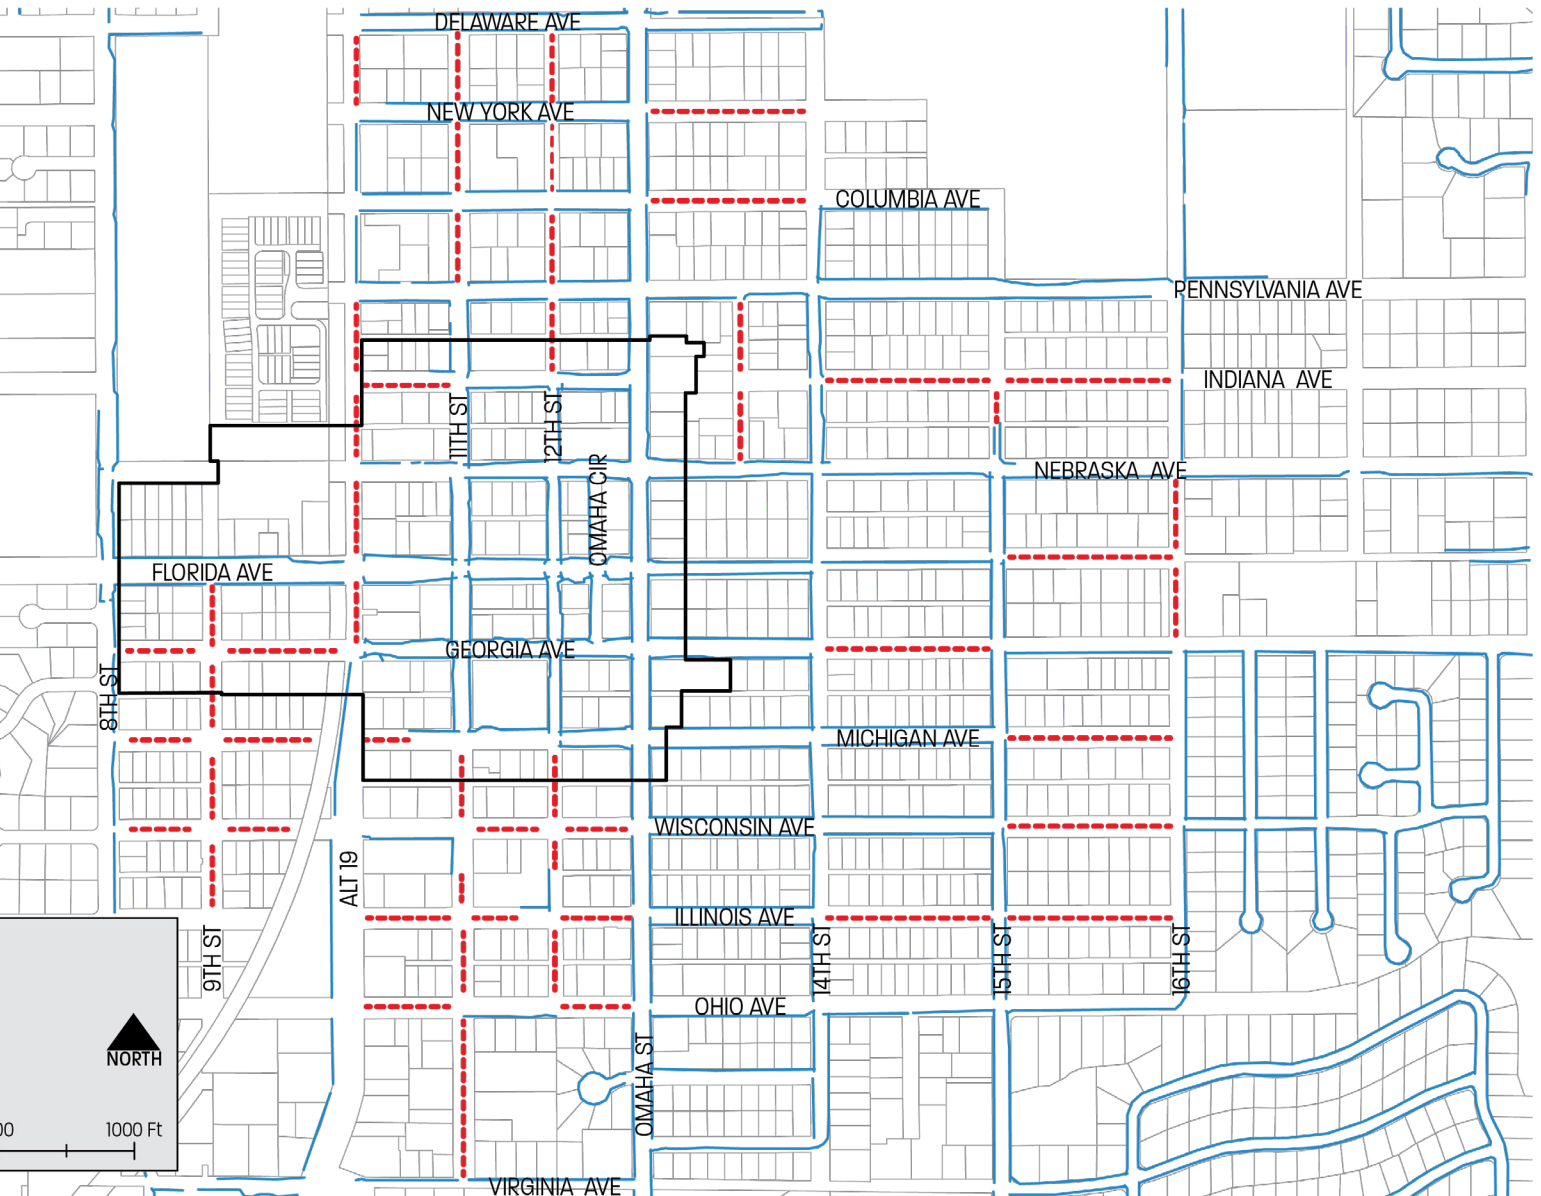 DELAWARE AVE
NEW YORK AVE
COLUMBIA AVE
PENNSYLVANIA AVE
INDIANA AVE
11TH ST
12TH ST
OMAHA CIR
NEBRASKA AVE
FLORIDA AVE
GEORGIA AVE
8TH ST
MICHIGAN AVE
WISCONSIN AVE
ALT 19
ILLINOIS AVE
9TH ST
14TH ST
15TH ST
16TH ST
OHIO AVE
NORTH
OMAHA ST
00
1000 Ft
VIRGINIA AVE